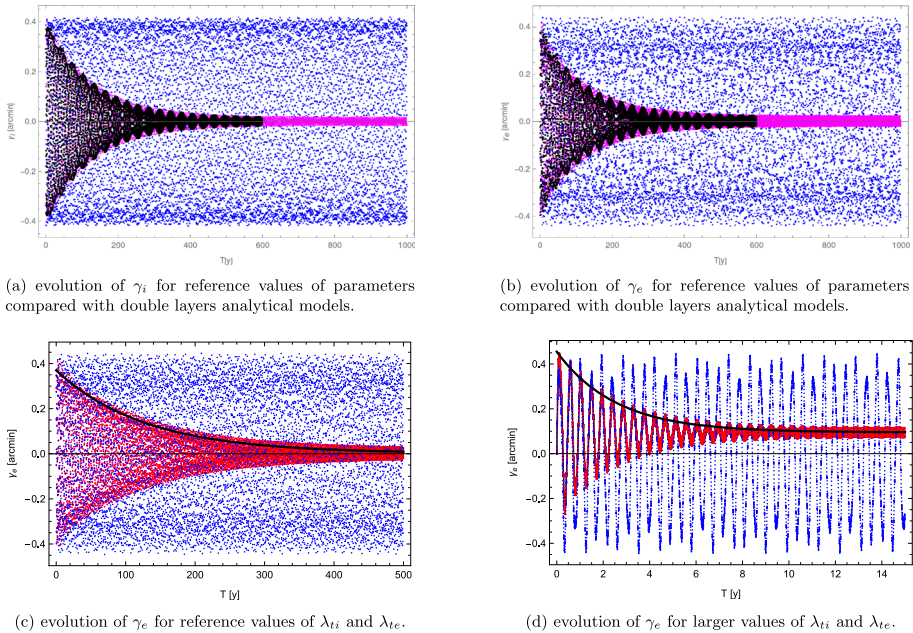 0.4
0.2
0.0
−0.2
−0.4
γi [arcmin]
0 200 400 600 800 1000
T[y]
(a) evolution of γi for reference values of parameters
compared with double layers analytical models.
0.4
0.2
0.0
−0.2
−0.4
γe [arcmin]
0 200 400 600 800 1000
T[y]
(b) evolution of γe for reference values of parameters
compared with double layers analytical models.
0.4
0.2
0.0
−0.2
−0.4
γe [arcmin]
0 100 200 300 400 500
T [y]
(c) evolution of γe for reference values of λti and λte.
0.4
0.2
0.0
−0.2
−0.4
γe [arcmin]
0 2 4 6 8 10 12 14
T [y]
(d) evolution of γe for larger values of λti and λte.